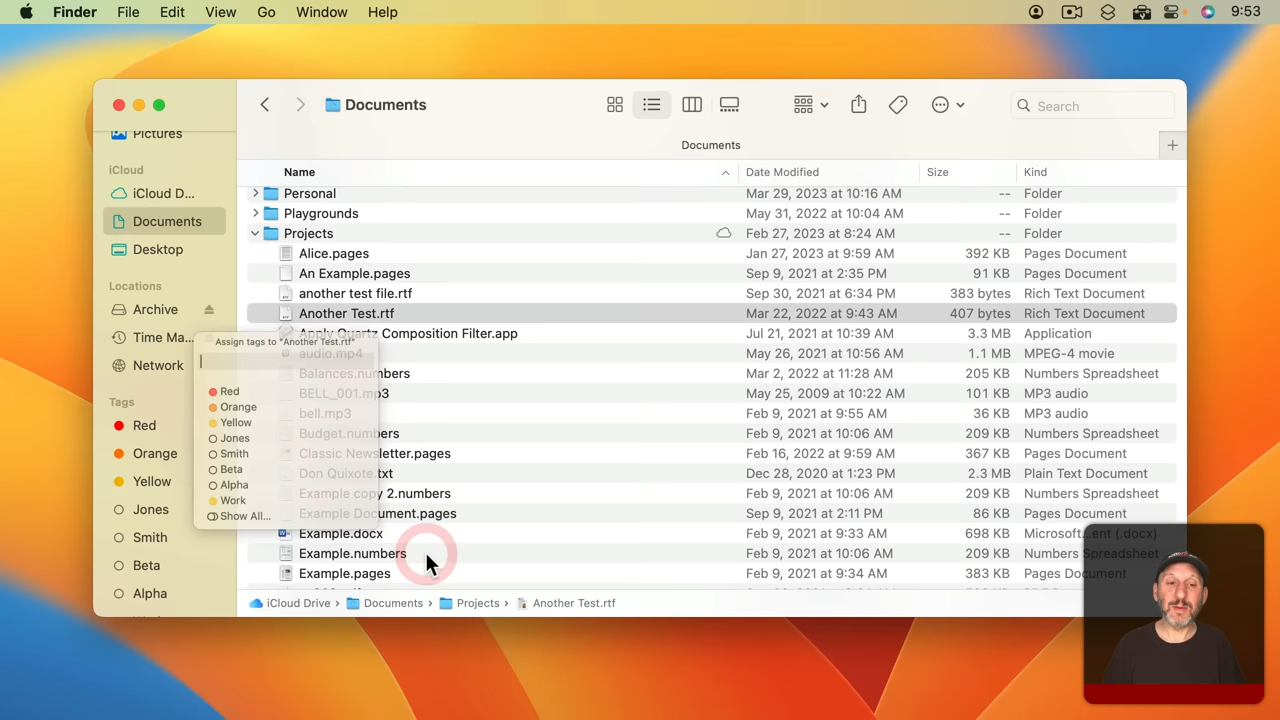 Finder File Edit View Go Window Help 9:53
Documents
Search
Documents
Pictures
iCloud
iCloud D...
Documents
Desktop
Locations
Archive
Time Ma...
Network
Tags
Red
Orange
Yellow
Jones
Smith
Beta
Alpha
Name Date Modified Size Kind
Personal Mar 29, 2023 at 10:16 AM -- Folder
Playgrounds May 31, 2022 at 10:04 AM -- Folder
Projects Feb 27, 2023 at 8:24 AM -- Folder
Alice.pages Jan 27, 2023 at 9:59 AM 392 KB Pages Document
An Example.pages Sep 9, 2021 at 2:35 PM 91 KB Pages Document
another test file.rtf Sep 30, 2021 at 6:34 PM 383 bytes Rich Text Document
Another Test.rtf Mar 22, 2022 at 9:43 AM 407 bytes Rich Text Document
Apply Quartz Composition Filter.app Jul 21, 2021 at 10:39 AM 3.3 MB Application
audio.mp4 May 26, 2021 at 10:56 AM 1.1 MB MPEG-4 movie
Balances.numbers Mar 2, 2022 at 11:28 AM 205 KB Numbers Spreadsheet
BELL_001.mp3 May 25, 2009 at 10:22 AM 101 KB MP3 audio
bell.mp3 Feb 9, 2021 at 9:55 AM 36 KB MP3 audio
Budget.numbers Feb 9, 2021 at 10:06 AM 209 KB Numbers Spreadsheet
Classic Newsletter.pages Feb 16, 2022 at 9:59 AM 367 KB Pages Document
Don Quixote.txt Dec 28, 2020 at 1:23 PM 2.3 MB Plain Text Document
Example copy 2.numbers Feb 9, 2021 at 10:06 AM 209 KB Numbers Spreadsheet
Example Document.pages Sep 9, 2021 at 2:11 PM 86 KB Pages Document
Example.docx Feb 9, 2021 at 9:33 AM 698 KB Microsoft...ent (.docx)
Example.numbers Feb 9, 2021 at 10:06 AM 209 KB Numbers Spreadsheet
Example.pages Feb 9, 2021 at 9:34 AM 383 KB Pages Document
Assign tags to "Another Test.rtf"
Red
Orange
Yellow
Jones
Smith
Beta
Alpha
Work
Show All...
iCloud Drive › Documents › Projects › Another Test.rtf